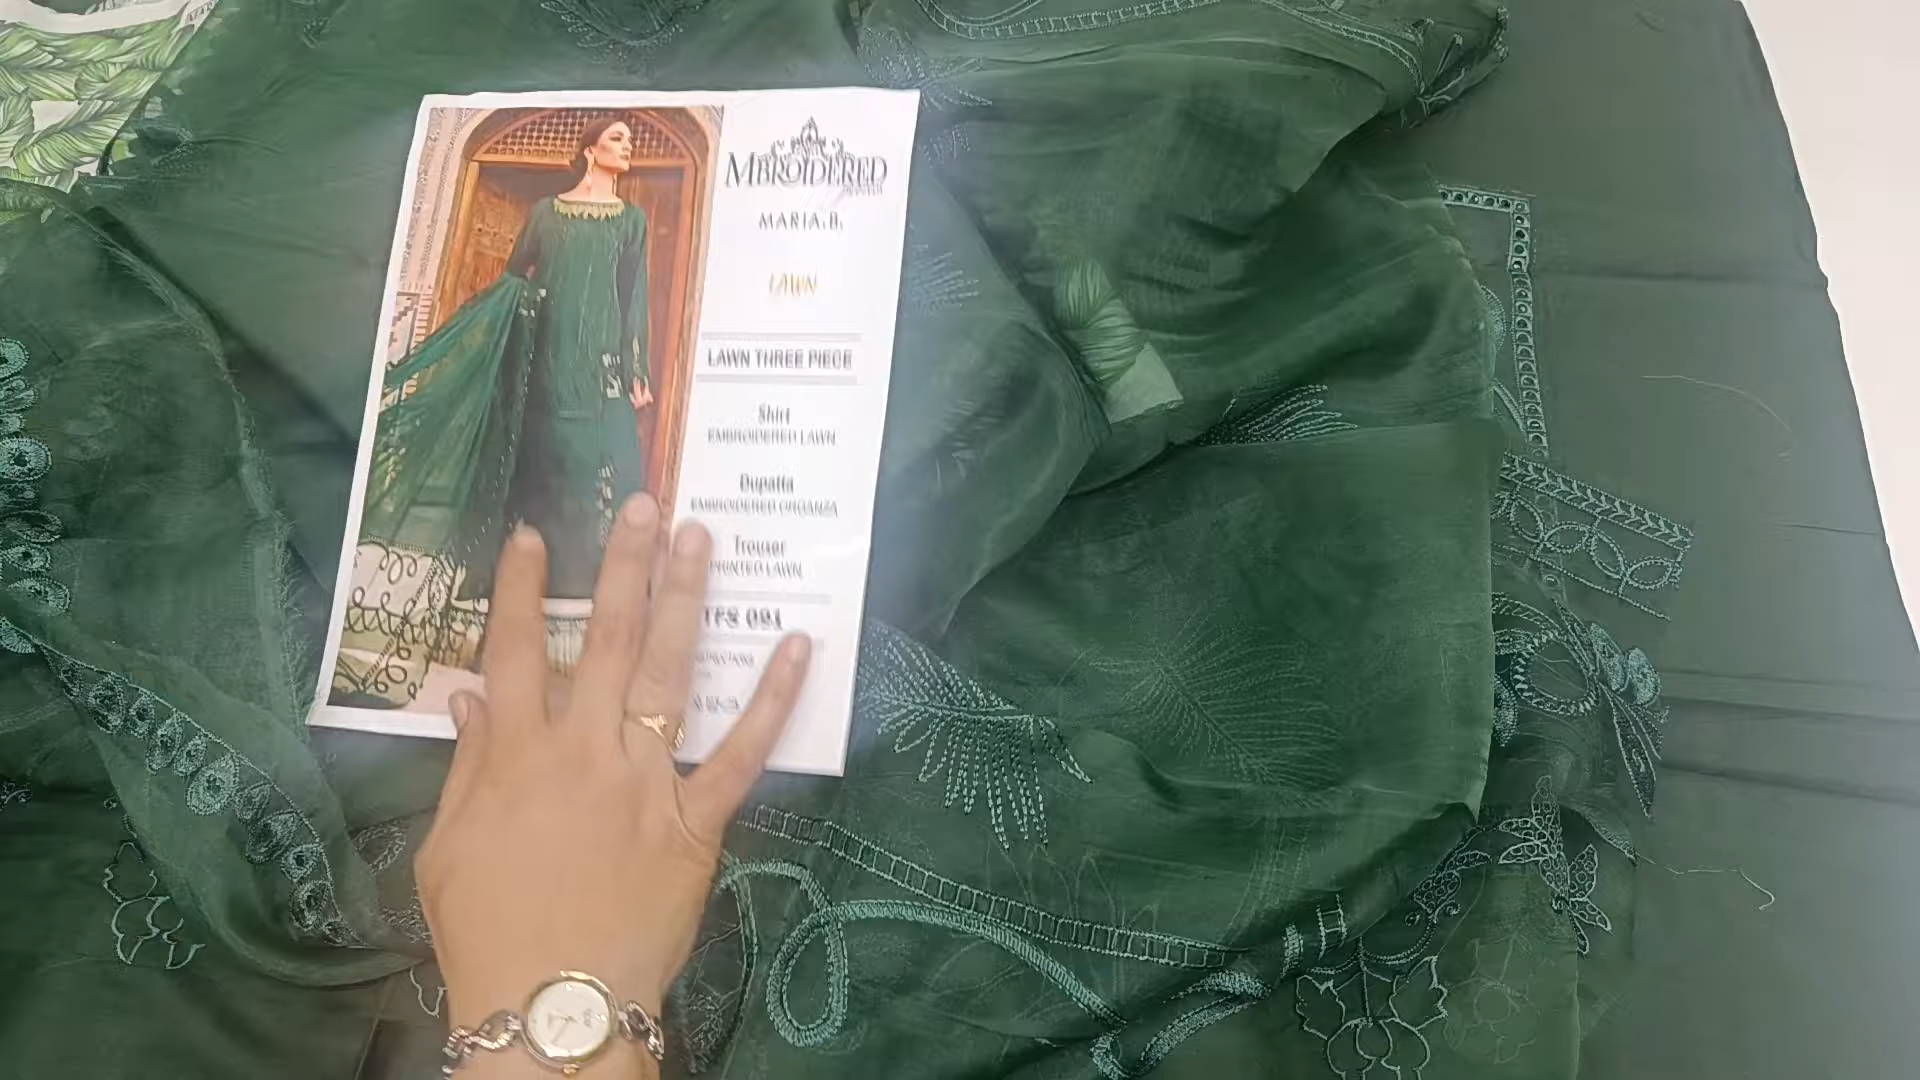 MBROIDERED
MARIA.B.
LAWN
LAWN THREE PIECE
Shirt
EMBROIDERED LAWN
Dupatta
EMBROIDERED ORGANZA
Trouser
PRINTED LAWN